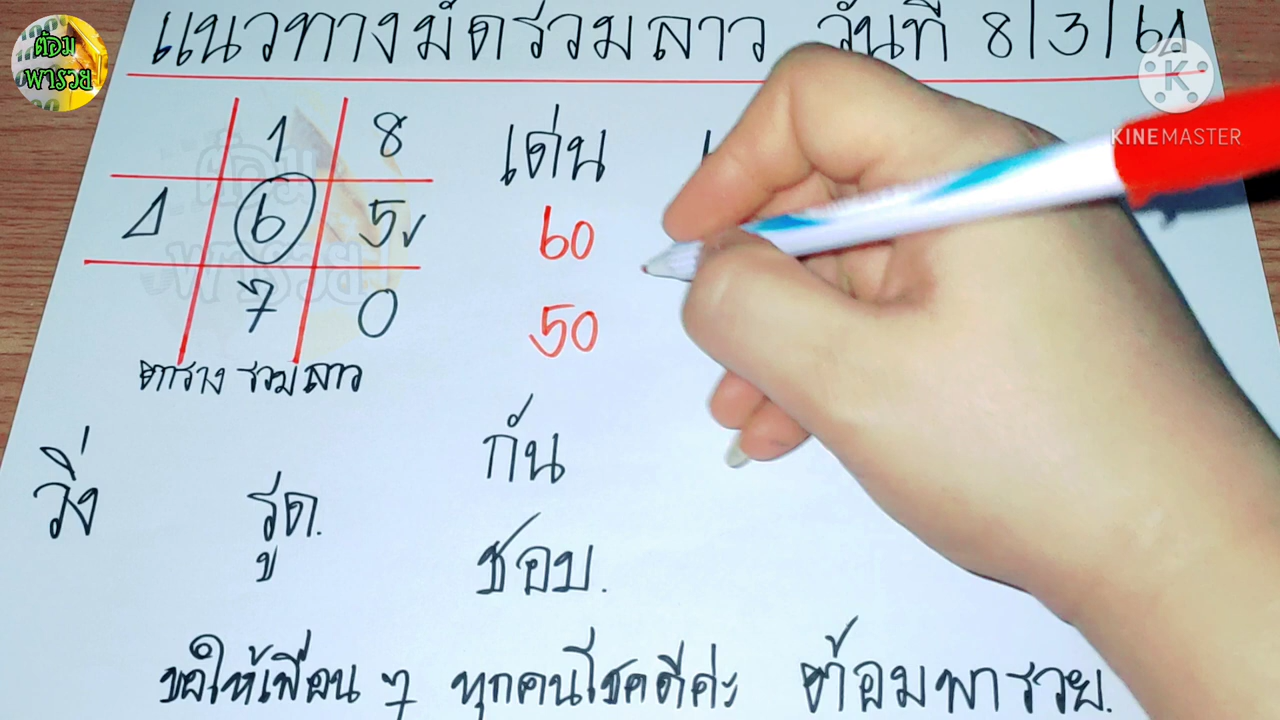 แนวทางมัดรวมลาว วันที่ 8/3/64
ต้อม
พารวย
KINEMASTER
1 8
เด่น
4 6 5
60
7 0
50
ตาราง รวมลาว
กัน
วิ่ง รูด.
ชอบ.
ขอให้เพื่อน ๆ ทุกคนโชคดีค่ะ ต้อมพารวย.